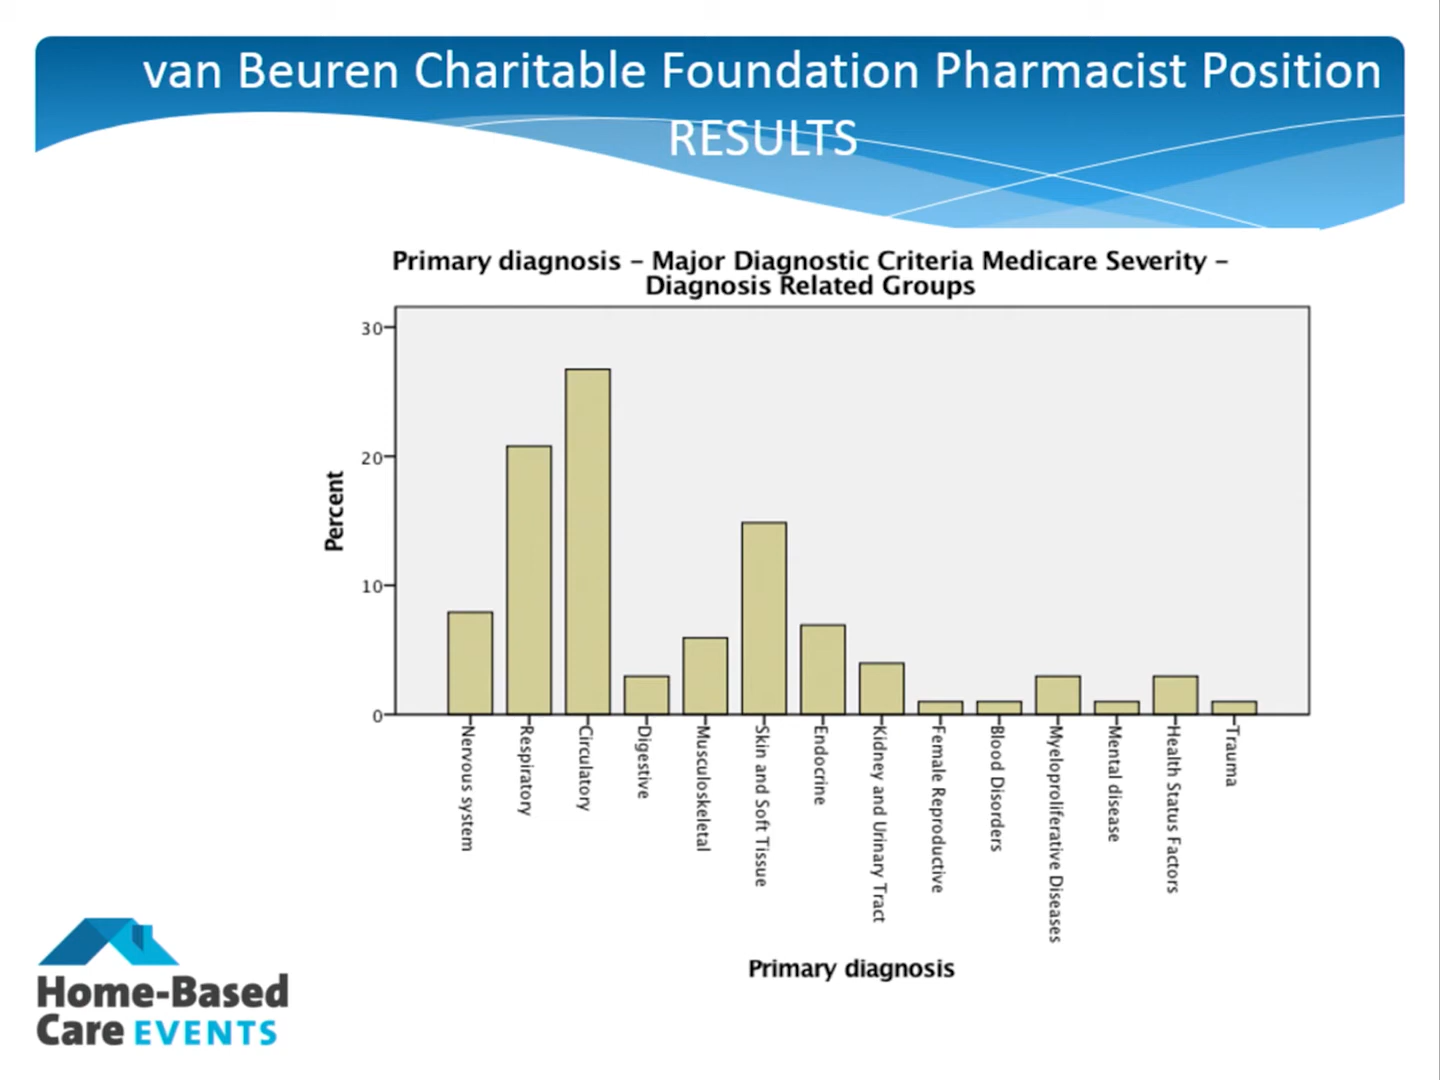 van Beuren Charitable Foundation Pharmacist Position
RESULTS
Primary diagnosis – Major Diagnostic Criteria Medicare Severity –
Diagnosis Related Groups
30
20
10
0
Percent
Nervous system
Respiratory
Circulatory
Digestive
Musculoskeletal
Skin and Soft Tissue
Endocrine
Kidney and Urinary Tract
Female Reproductive
Blood Disorders
Myeloproliferative Diseases
Mental disease
Health Status Factors
Trauma
Primary diagnosis
Home-Based
Care EVENTS